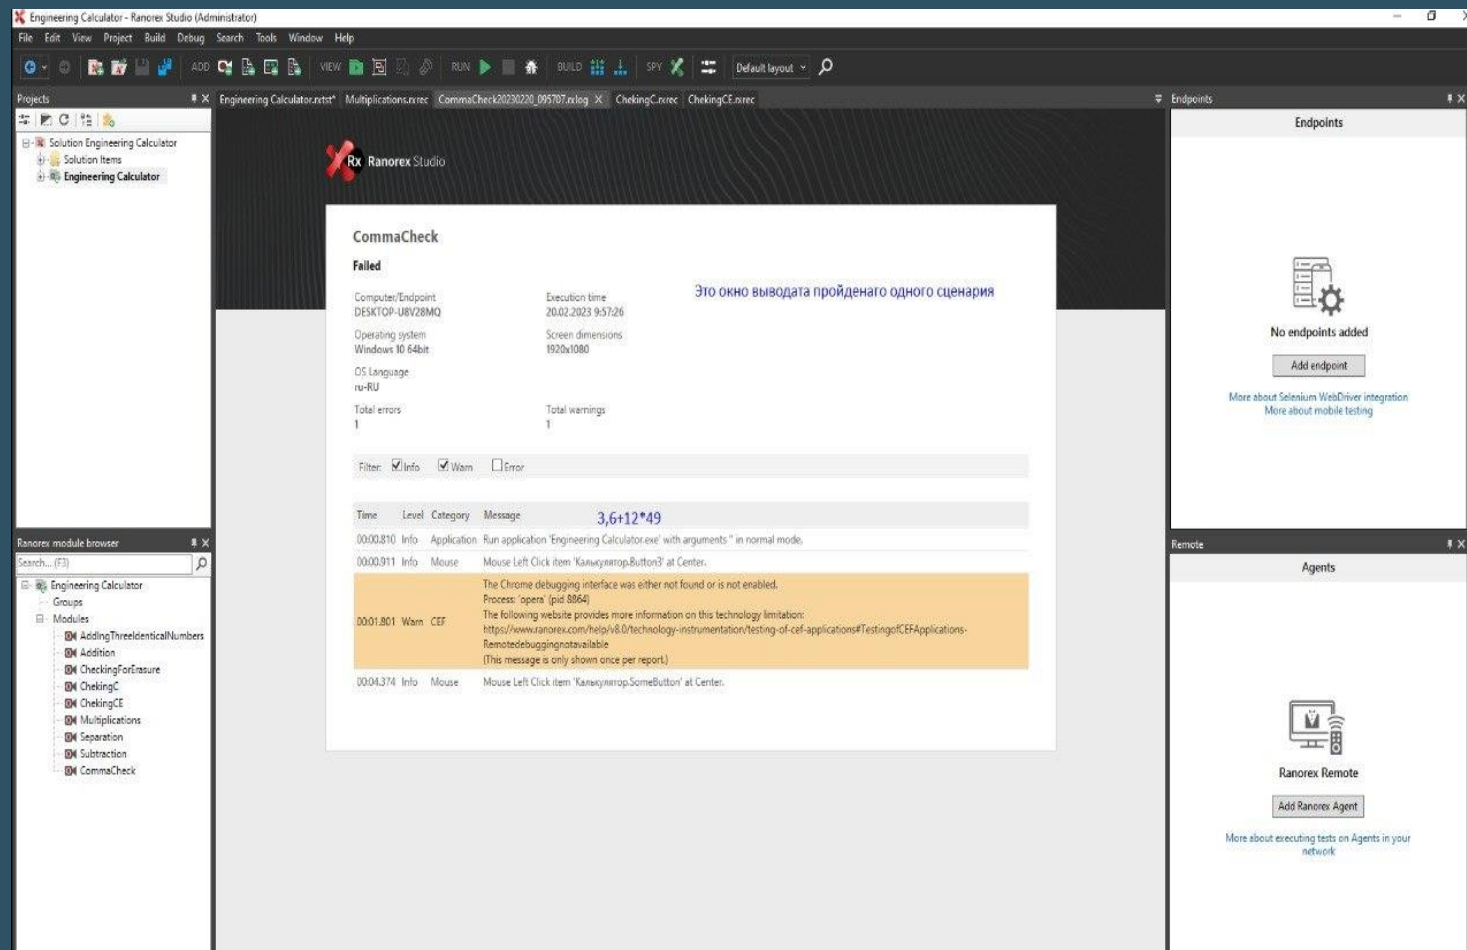 Engineering Calculator - Ranorex Studio (Administrator)
File Edit View Project Build Debug Search Tools Window Help
ADD VIEW RUN BUILD SPY Default layout
Projects
Engineering Calculator.rxtst* Multiplications.rxrec CommaCheck20230220_095707.rxlog X ChekingC.rxrec ChekingCE.rxrec
Solution Engineering Calculator
Solution Items
Engineering Calculator
Rx Ranorex Studio
CommaCheck
Failed
Это окно выводата пройденаго одного сценария
Computer/Endpoint Execution time
DESKTOP-U8V28MQ 20.02.2023 9:57:26
Operating system Screen dimensions
Windows 10 64bit 1920x1080
OS Language
ru-RU
Total errors Total warnings
1 1
Filter: Info Warn Error
Time Level Category Message 3,6+12*49
00:00.810 Info Application Run application 'Engineering Calculator.exe' with arguments '' in normal mode.
00:00.911 Info Mouse Mouse Left Click item 'Калькулятор.Button3' at Center.
The Chrome debugging interface was either not found or is not enabled.
Process: 'opera' (pid 8864)
00:01.801 Warn CEF The following website provides more information on this technology limitation:
https://www.ranorex.com/help/v8.0/technology-instrumentation/testing-of-cef-applications#TestingofCEFApplications-
Remotedebuggingnotavailable
(This message is only shown once per report.)
00:04.374 Info Mouse Mouse Left Click item 'Калькулятор.SomeButton' at Center.
Ranorex module browser
Search... (F3)
Engineering Calculator
Groups
Modules
AddingThreeIdenticalNumbers
Addition
CheckingForErasure
ChekingC
ChekingCE
Multiplications
Separation
Subtraction
CommaCheck
Endpoints
Endpoints
No endpoints added
Add endpoint
More about Selenium WebDriver integration
More about mobile testing
Remote
Agents
Ranorex Remote
Add Ranorex Agent
More about executing tests on Agents in your
network